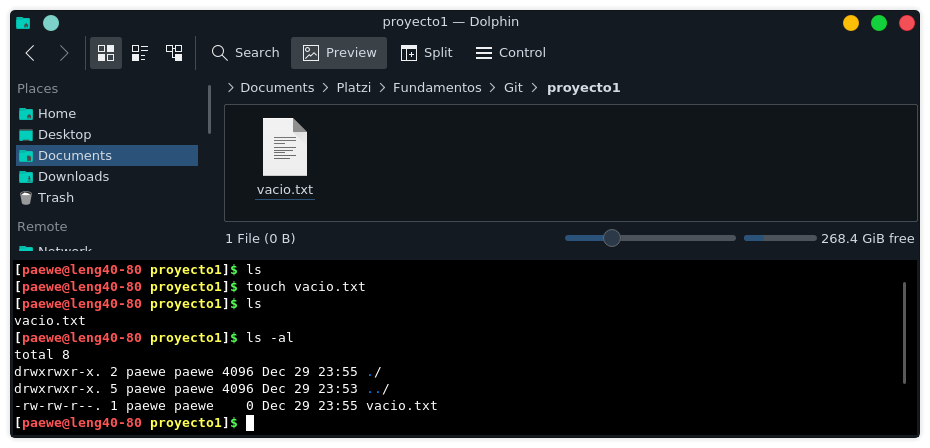 proyecto1 — Dolphin
Search Preview Split Control
Places
Home
Desktop
Documents
Downloads
Trash
Remote
Network
> Documents > Platzi > Fundamentos > Git > proyecto1
vacio.txt
1 File (0 B)
268.4 GiB free
[paewe@leng40-80 proyecto1]$ ls
[paewe@leng40-80 proyecto1]$ touch vacio.txt
[paewe@leng40-80 proyecto1]$ ls
vacio.txt
[paewe@leng40-80 proyecto1]$ ls -al
total 8
drwxrwxr-x. 2 paewe paewe 4096 Dec 29 23:55 ./
drwxrwxr-x. 5 paewe paewe 4096 Dec 29 23:53 ../
-rw-rw-r--. 1 paewe paewe    0 Dec 29 23:55 vacio.txt
[paewe@leng40-80 proyecto1]$